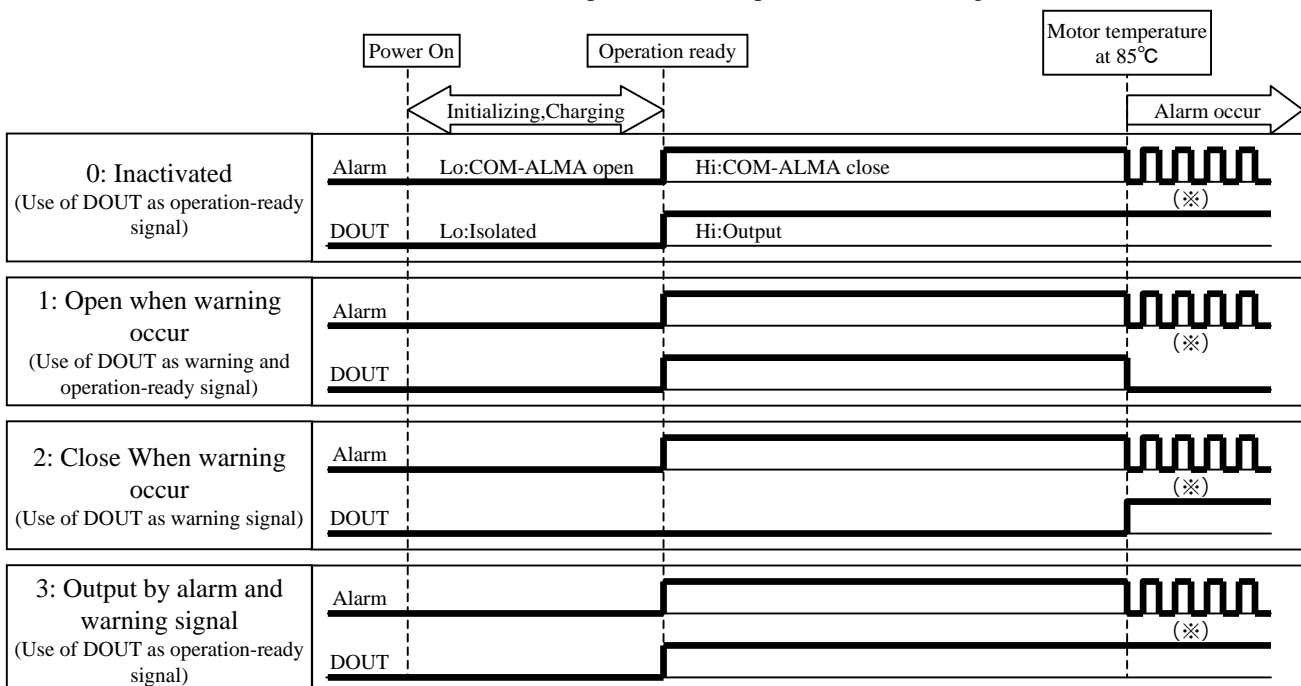 Power On
Operation ready
Motor temperature
at 85℃
Initializing,Charging
Alarm occur
0: Inactivated
(Use of DOUT as operation-ready
signal)
Alarm
Lo:COM-ALMA open
Hi:COM-ALMA close
(※)
DOUT
Lo:Isolated
Hi:Output
1: Open when warning
occur
(Use of DOUT as warning and
operation-ready signal)
Alarm
(※)
DOUT
2: Close When warning
occur
(Use of DOUT as warning signal)
Alarm
(※)
DOUT
3: Output by alarm and
warning signal
(Use of DOUT as operation-ready
signal)
Alarm
(※)
DOUT